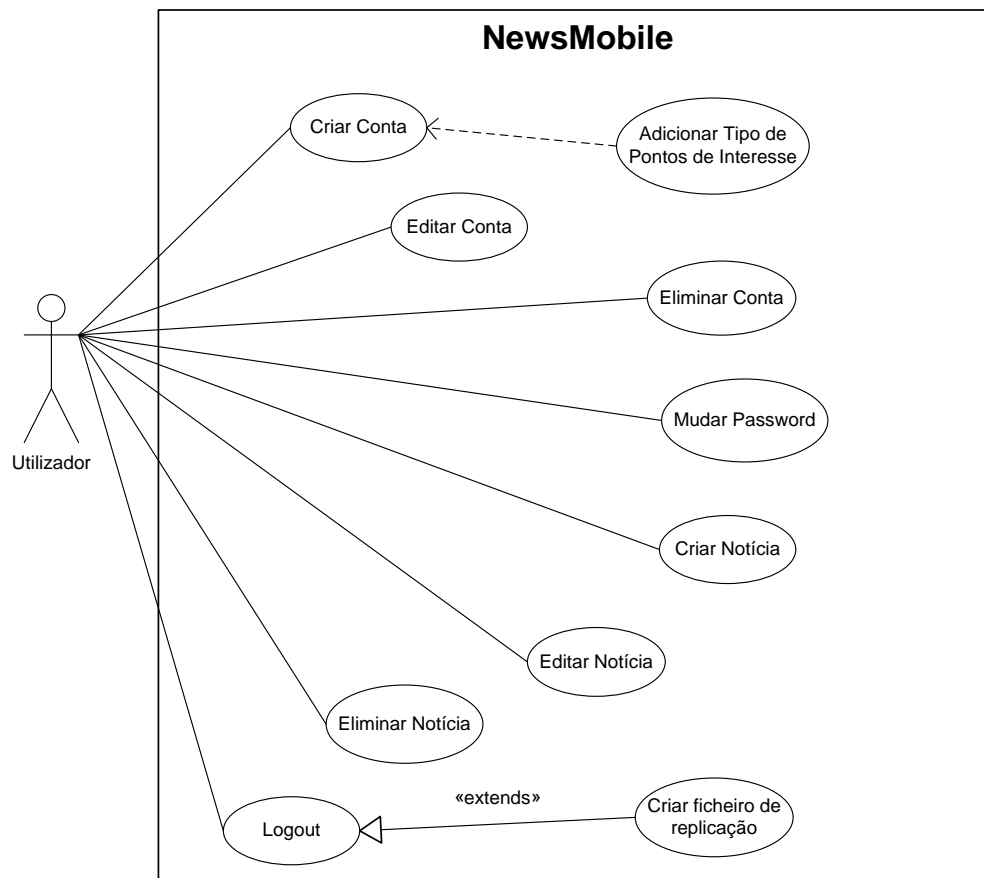 NewsMobile
Criar Conta
Adicionar Tipo de
Pontos de Interesse
Editar Conta
Eliminar Conta
Mudar Password
Utilizador
Criar Notícia
Editar Notícia
Eliminar Notícia
«extends»
Criar ficheiro de
replicação
Logout